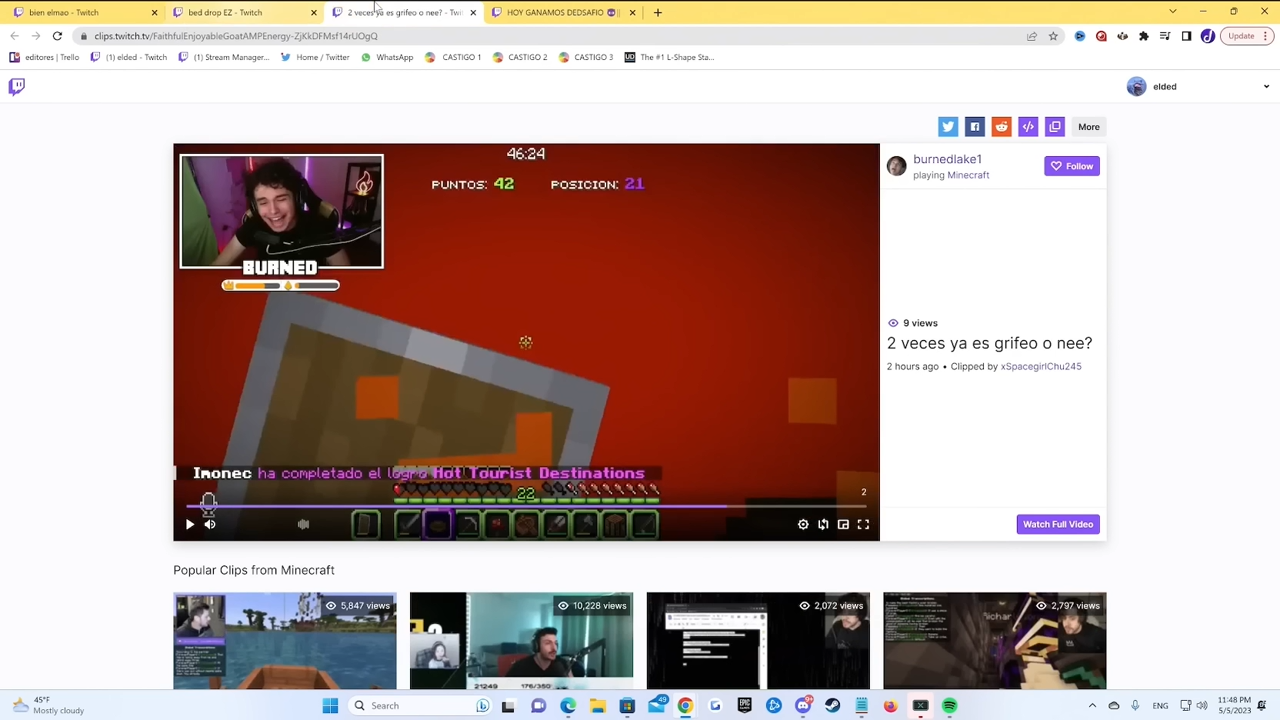 bien elmao - Twitch
bed drop EZ - Twitch
2 veces ya es grifeo o nee? - Twi
HOY GANAMOS DEDSAFIO
clips.twitch.tv/FaithfulEnjoyableGoatAMPEnergy-ZjKkDFMsf14rUOgQ
Update
editores | Trello
(1) elded - Twitch
(1) Stream Manager...
Home / Twitter
WhatsApp
CASTIGO 1
CASTIGO 2
CASTIGO 3
The #1 L-Shape Sta...
elded
More
46:24
PUNTOS: 42 POSICION: 21
BURNED
burnedlake1
playing Minecraft
Follow
9 views
2 veces ya es grifeo o nee?
2 hours ago • Clipped by xSpacegirlChu245
Imonec ha completado el logro Hot Tourist Destinations
22
2
Watch Full Video
Popular Clips from Minecraft
5,847 views
10,228 views
2,072 views
2,797 views
21249 176/350
45°F
Mostly cloudy
Search
49
9+
ENG
11:48 PM
5/5/2023